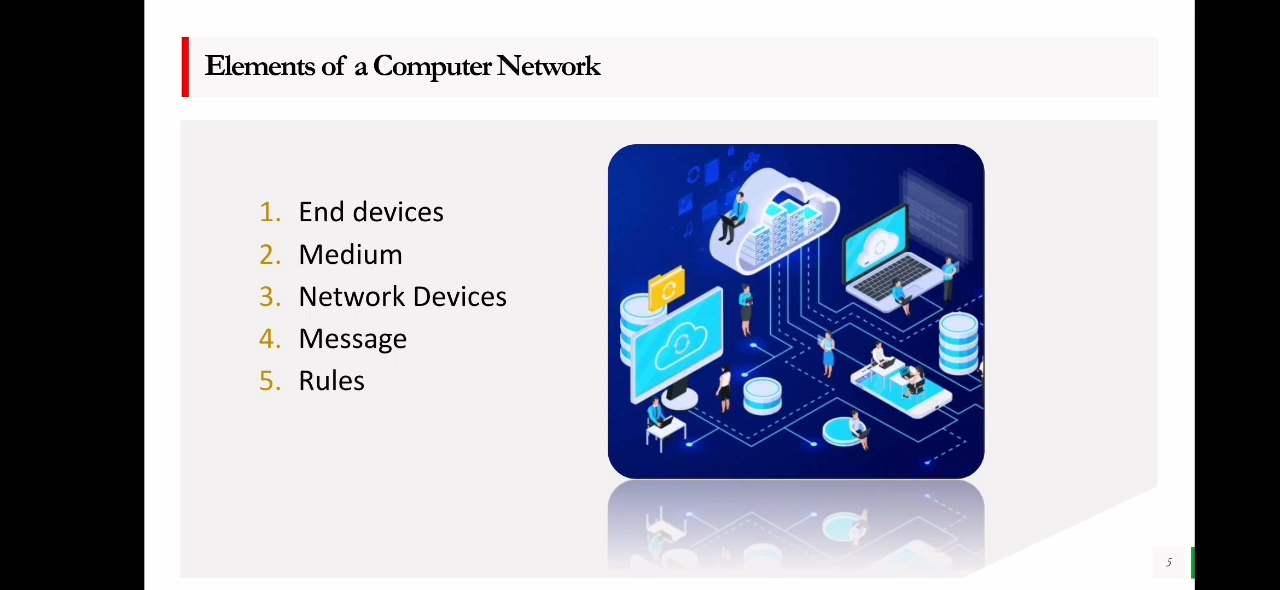 Elements of a Computer Network
1. End devices
2. Medium
3. Network Devices
4. Message
5. Rules
5